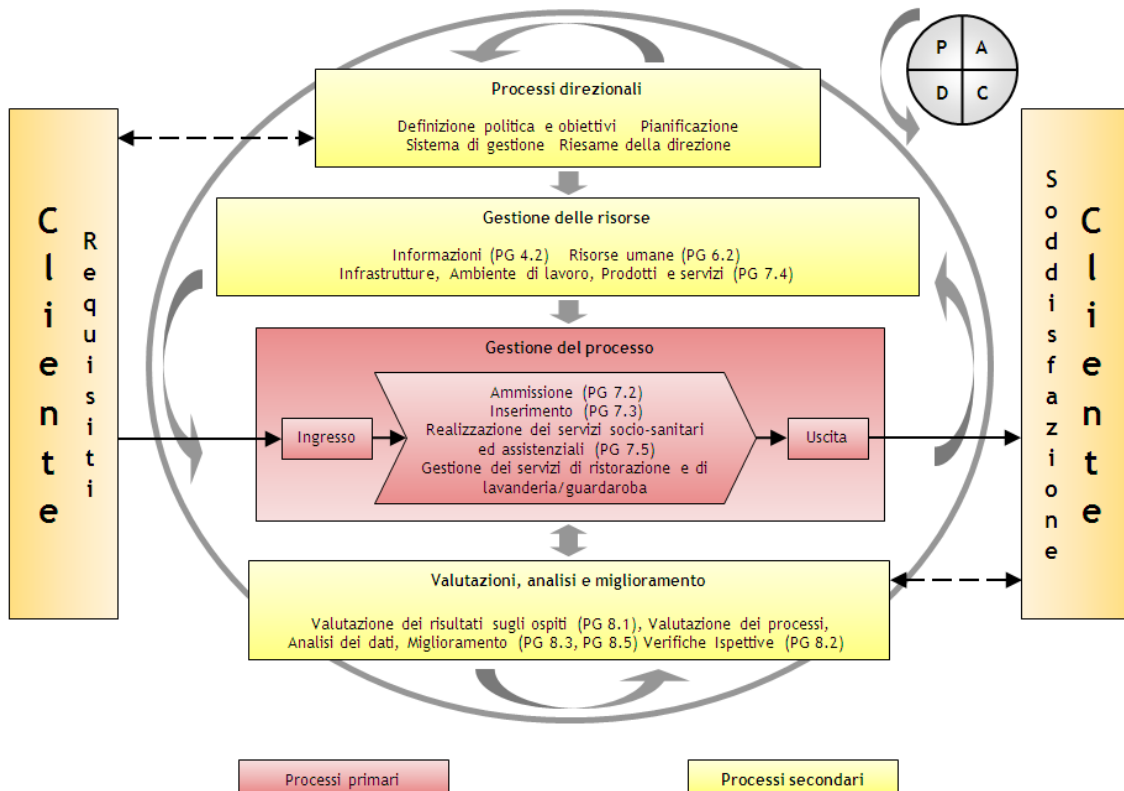 P A
D C
Processi direzionali
Definizione politica e obiettivi Pianificazione
Sistema di gestione Riesame della direzione
Cliente
Requisiti
Gestione delle risorse
Informazioni (PG 4.2) Risorse umane (PG 6.2)
Infrastrutture, Ambiente di lavoro, Prodotti e servizi (PG 7.4)
Gestione del processo
Ingresso
Ammissione (PG 7.2)
Inserimento (PG 7.3)
Realizzazione dei servizi socio-sanitari
ed assistenziali (PG 7.5)
Gestione dei servizi di ristorazione e di
lavanderia/guardaroba
Uscita
Soddisfazione
Cliente
Valutazioni, analisi e miglioramento
Valutazione dei risultati sugli ospiti (PG 8.1), Valutazione dei processi,
Analisi dei dati, Miglioramento (PG 8.3, PG 8.5) Verifiche Ispettive (PG 8.2)
Processi primari
Processi secondari